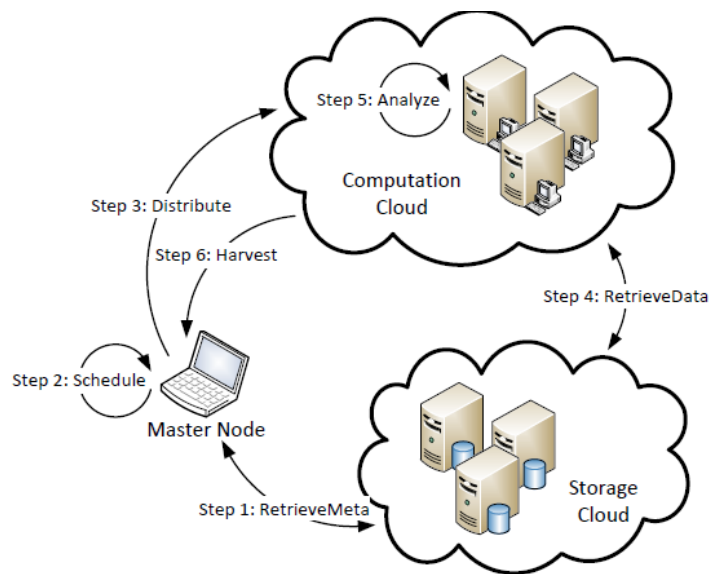 Step 5: Analyze
Computation
Cloud
Step 3: Distribute
Step 6: Harvest
Step 4: RetrieveData
Step 2: Schedule
Master Node
Step 1: RetrieveMeta
Storage
Cloud